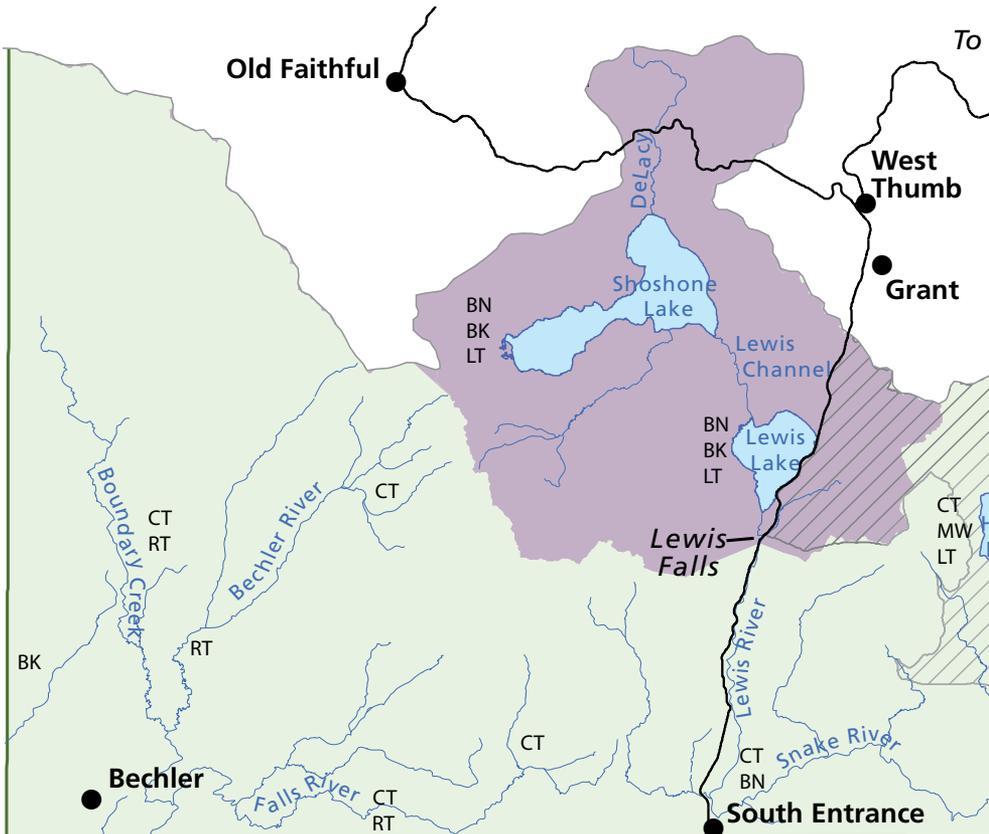 To
Old Faithful
West
Thumb
DeLacy
Grant
Shoshone
Lake
BN
BK
LT
Lewis
Channel
BN
BK
LT
Lewis
Lake
CT
CT
RT
Boundary Creek
Bechler River
CT
MW
LT
Lewis
Falls
RT
BK
Lewis River
CT
CT
BN
Snake River
Bechler
Falls River
CT
RT
South Entrance